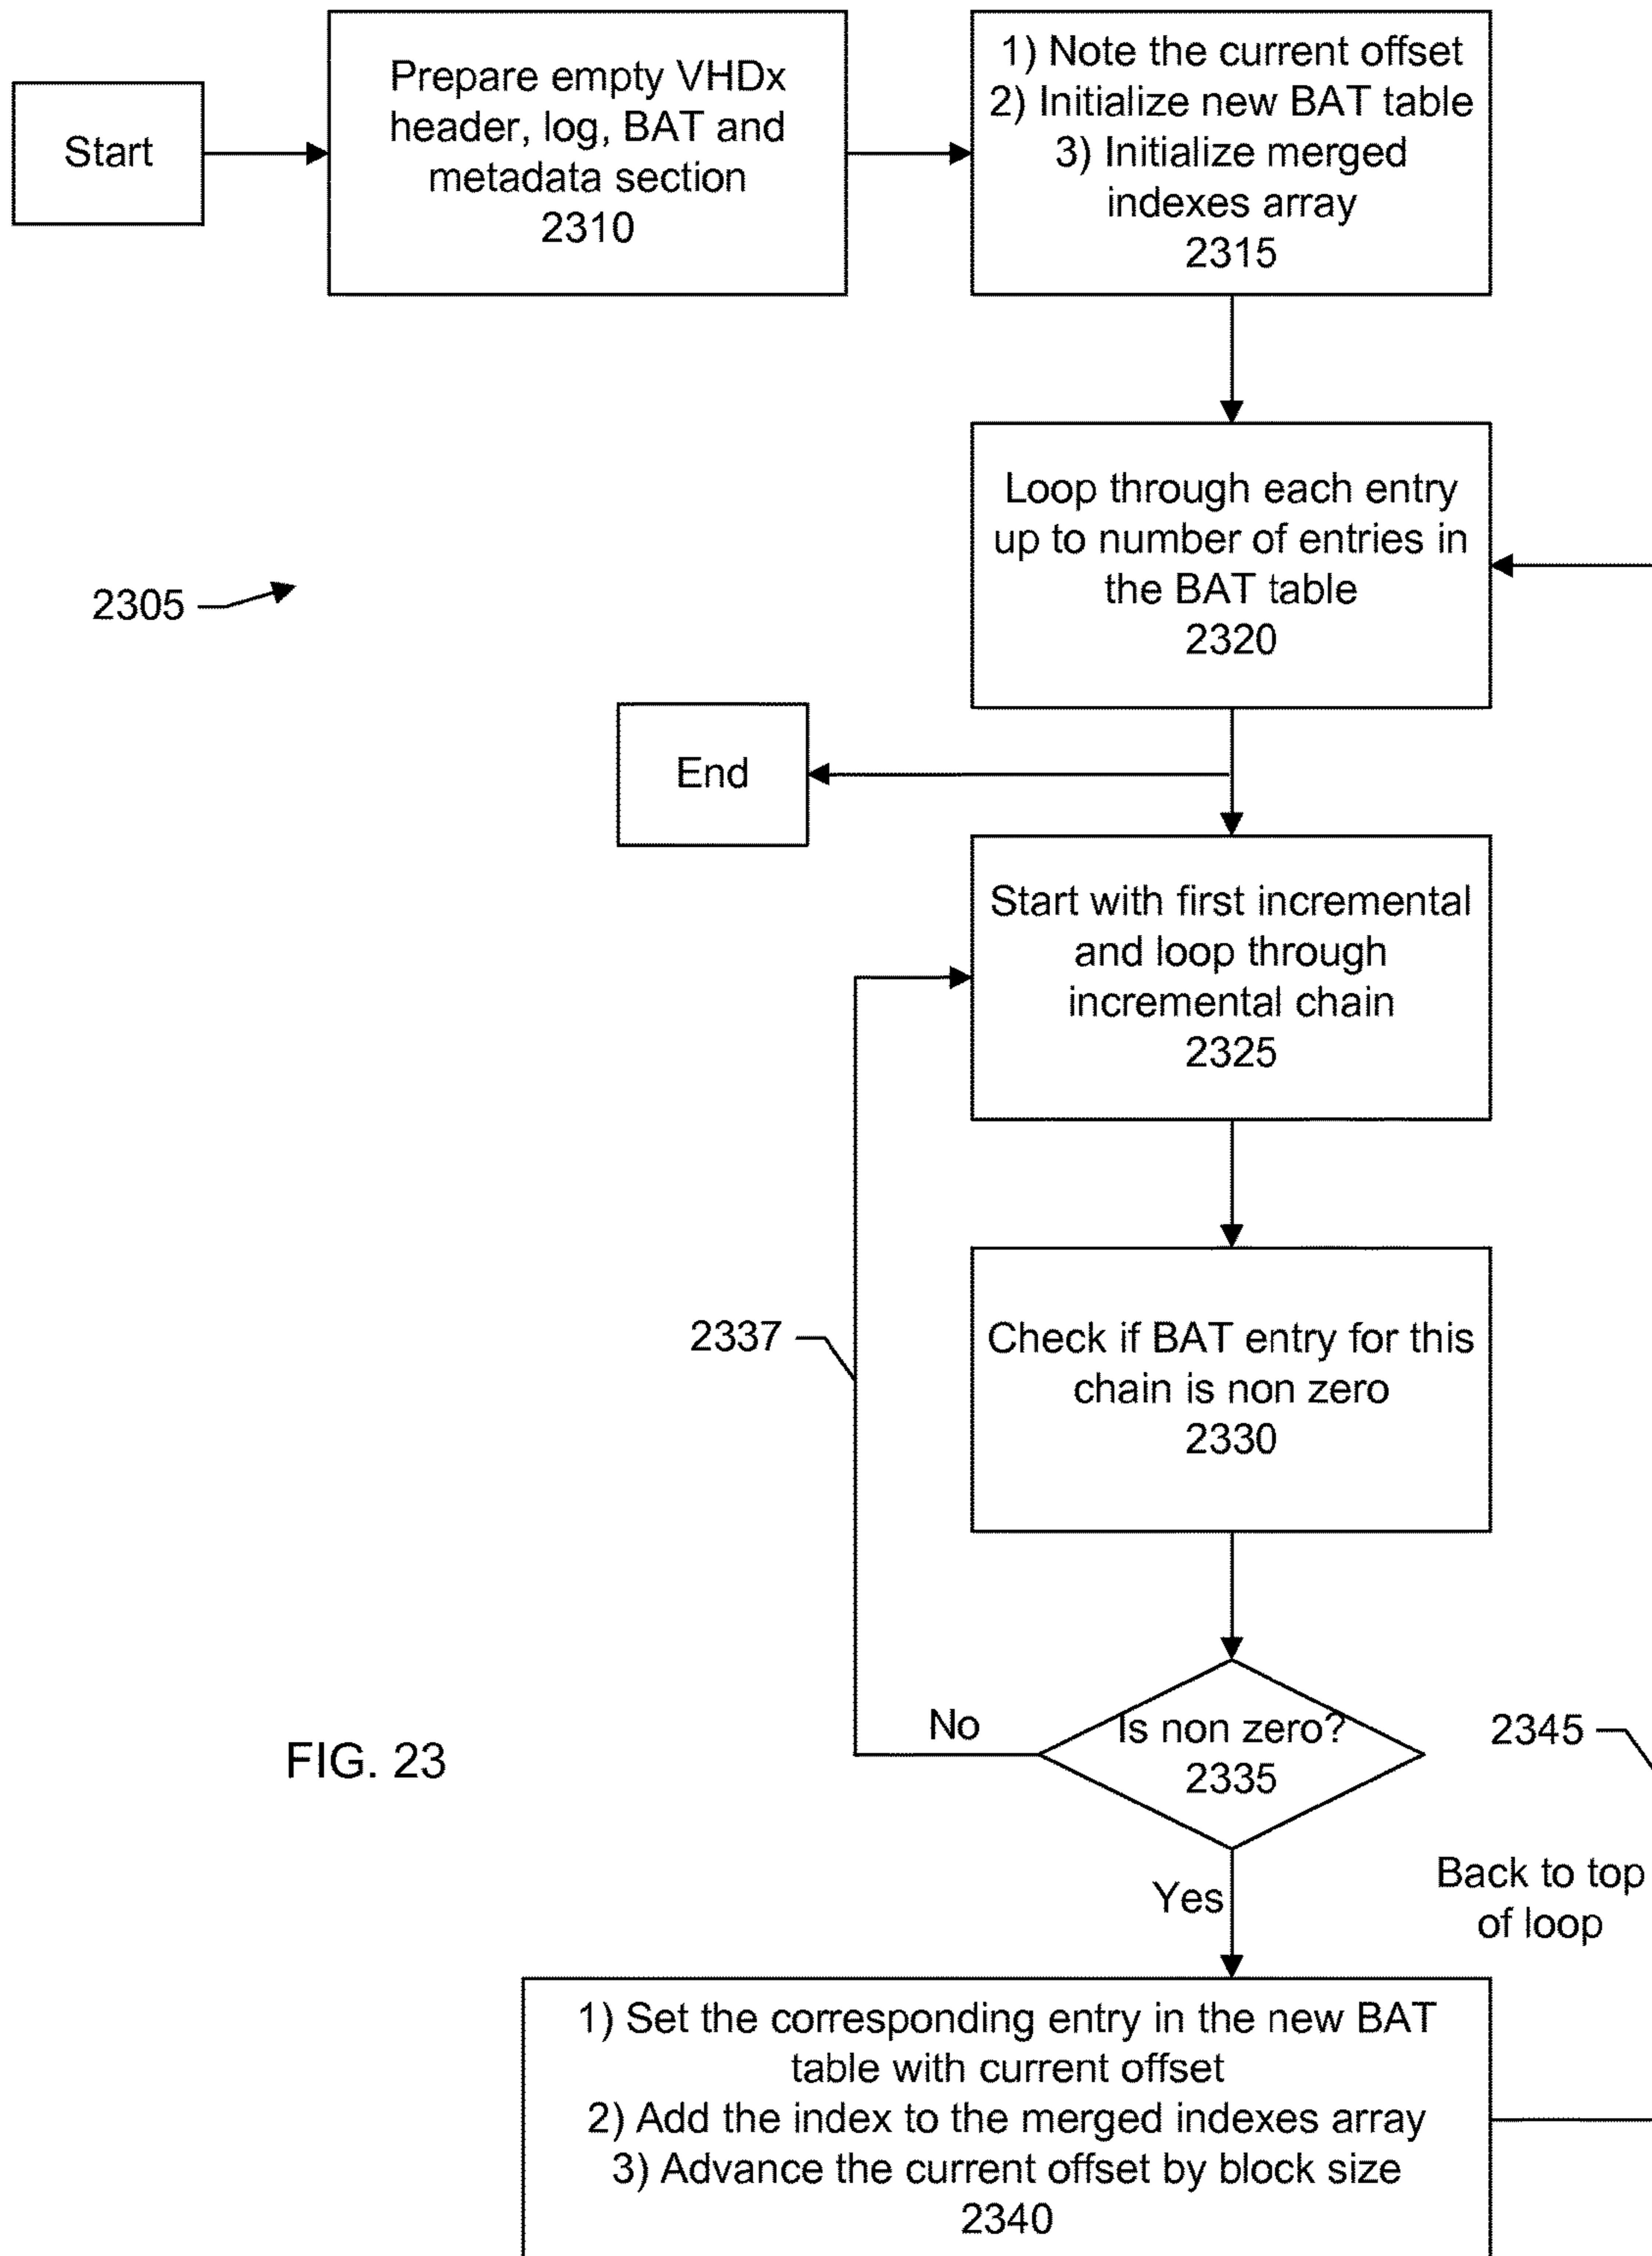 Start
Prepare empty VHDx
header, log, BAT and
metadata section
2310
1) Note the current offset
2) Initialize new BAT table
3) Initialize merged
indexes array
2315
Loop through each entry
up to number of entries in
the BAT table
2320
2305
End
Start with first incremental
and loop through
incremental chain
2325
2337
Check if BAT entry for this
chain is non zero
2330
No
Is non zero?
2335
2345
FIG. 23
Yes
Back to top
of loop
1) Set the corresponding entry in the new BAT
table with current offset
2) Add the index to the merged indexes array
3) Advance the current offset by block size
2340